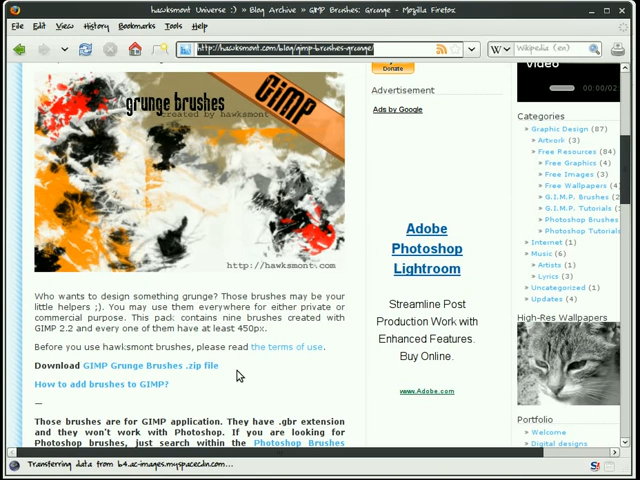 hawksmont Universe :) » Blog Archive » GIMP Brushes: Grunge - Mozilla Firefox
File Edit View History Bookmarks Tools Help
http://hawksmont.com/blog/gimp-brushes-grunge/
W Wikipedia (en)
grunge brushes
created by hawksmont
GIMP
http://hawksmont.com
Who wants to design something grunge? Those brushes may be your
little helpers ;). You may use them everywhere for either private or
commercial purpose. This pack contains nine brushes created with
GIMP 2.2 and every one of them have at least 450px.
Before you use hawksmont brushes, please read the terms of use.
Download GIMP Grunge Brushes .zip file
How to add brushes to GIMP?
—
Those brushes are for GIMP application. They have .gbr extension
and they won't work with Photoshop. If you are looking for
Photoshop brushes, just search within the Photoshop Brushes
Donate
Advertisement
Ads by Google
Adobe
Photoshop
Lightroom
Streamline Post
Production Work with
Enhanced Features.
Buy Online.
www.Adobe.com
Video
00:00/02:
Categories
» Graphic Design (87)
» Artwork (3)
» Free Resources (84)
» Free Graphics (4)
» Free Images (3)
» Free Wallpapers (4)
» G.I.M.P. Brushes (
» G.I.M.P. Tutorials (
» Photoshop Brushes
» Photoshop Tutorials
» Internet (1)
» Music (6)
» Artists (1)
» Lyrics (3)
» Uncategorized (1)
» Updates (4)
High-Res Wallpapers
Portfolio
» Welcome
» Digital designs
Transferring data from b4.ac-images.myspacecdn.com...